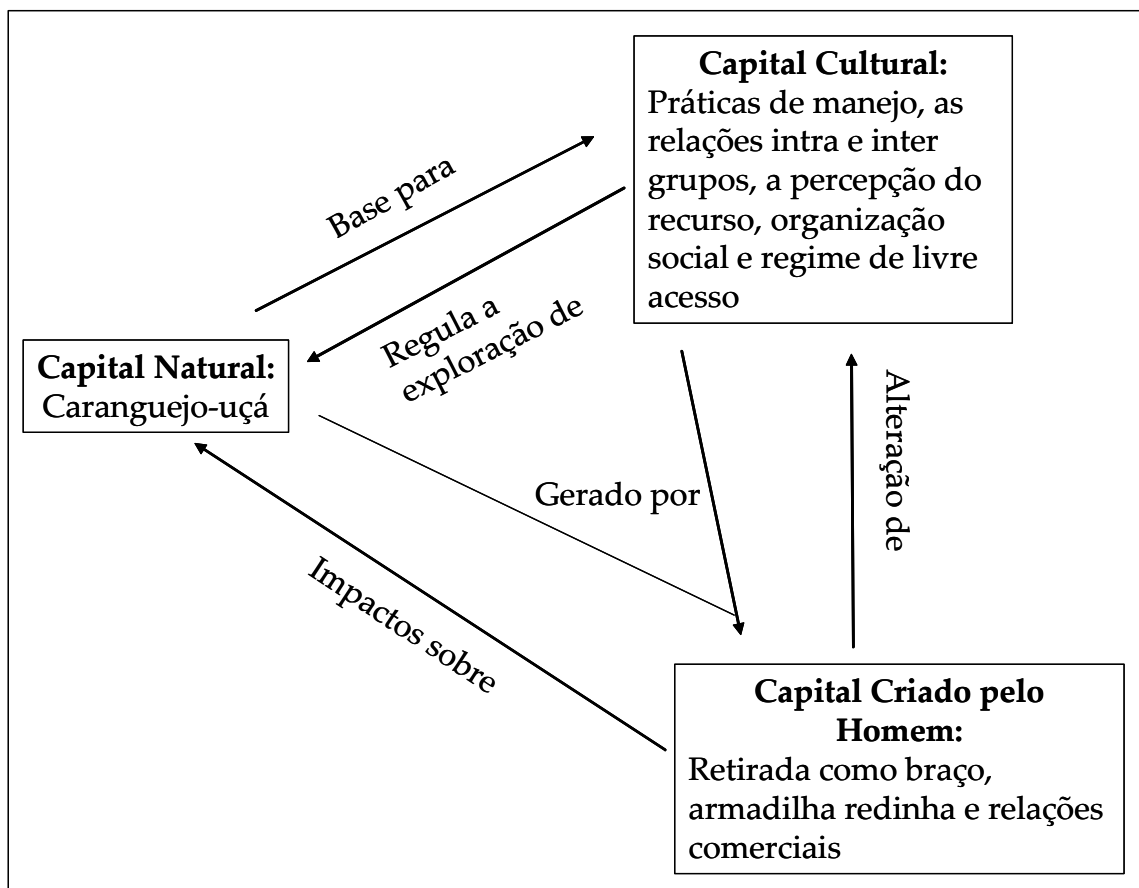 Capital Cultural:
Práticas de manejo, as
relações intra e inter
grupos, a percepção do
recurso, organização
social e regime de livre
acesso
Base para
Regula a
exploração de
Capital Natural:
Caranguejo-uçá
Alteração de
Gerado por
Impactos sobre
Capital Criado pelo
Homem:
Retirada como braço,
armadilha redinha e relações
comerciais